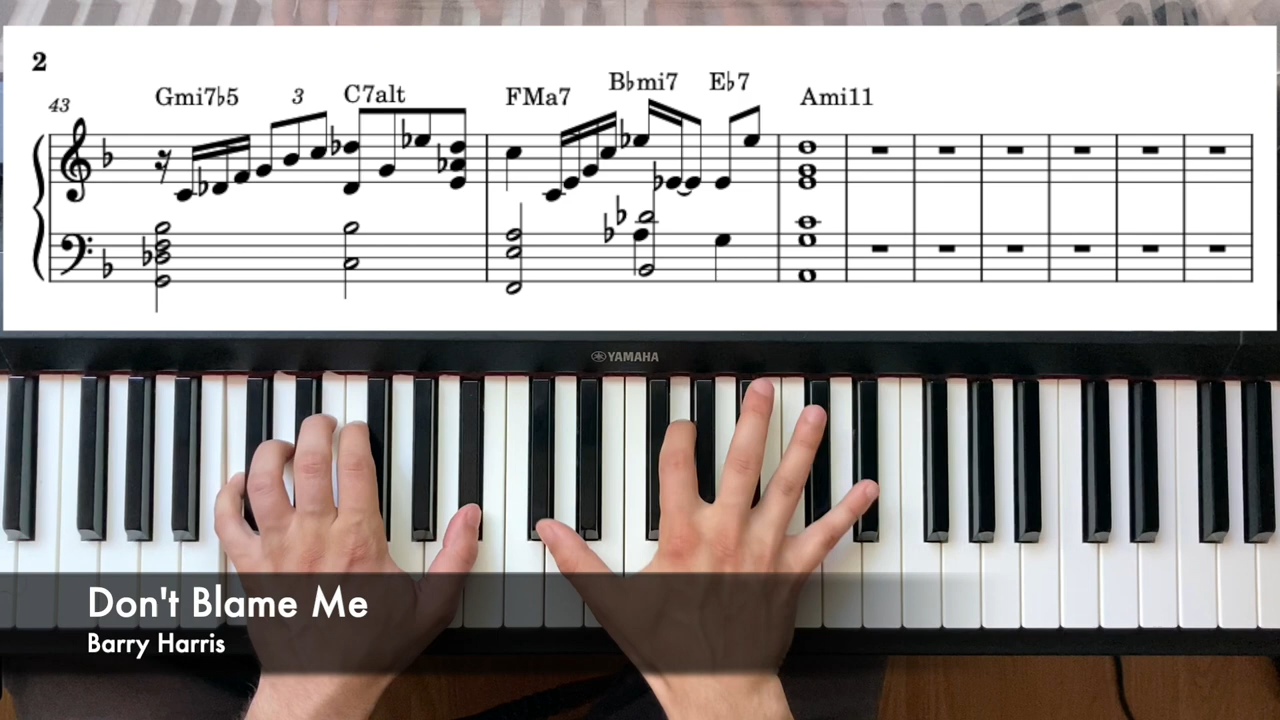 2
43
Gmi7♭5
3
C7alt
FMa7
B♭mi7
E♭7
Ami11
YAMAHA
Don't Blame Me
Barry Harris